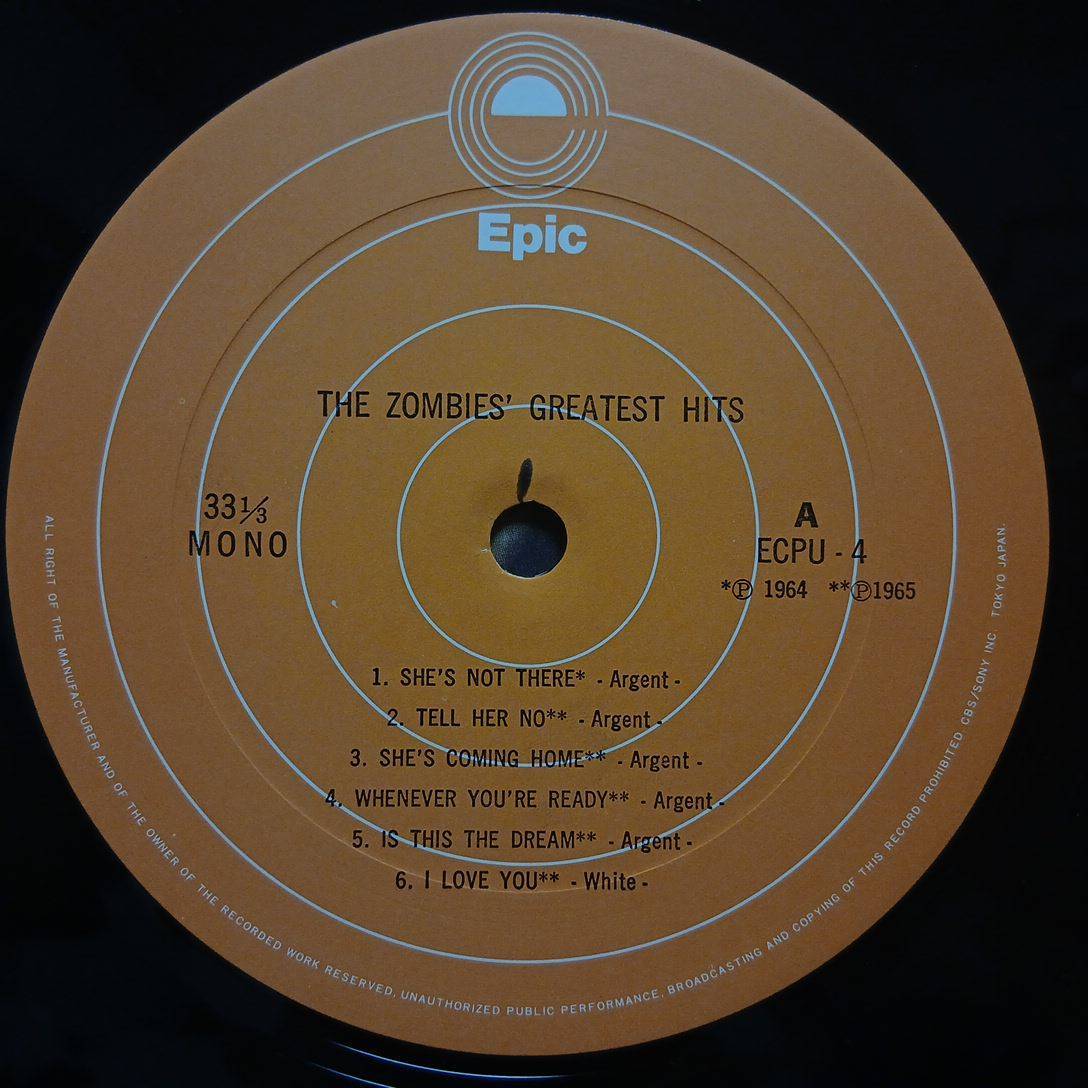 Epic
THE ZOMBIES' GREATEST HITS
33⅓
MONO
A
ECPU - 4
*Ⓟ 1964 **Ⓟ1965
1. SHE'S NOT THERE* - Argent -
2. TELL HER NO** - Argent -
3. SHE'S COMING HOME** - Argent -
4. WHENEVER YOU'RE READY** - Argent -
5. IS THIS THE DREAM** - Argent -
6. I LOVE YOU** - White -
ALL RIGHT OF THE MANUFACTURER AND OF THE OWNER OF THE RECORDED WORK RESERVED, UNAUTHORIZED PUBLIC PERFORMANCE, BROADCASTING AND COPYING OF THIS RECORD PROHIBITED CBS/SONY INC TOKYO JAPAN.